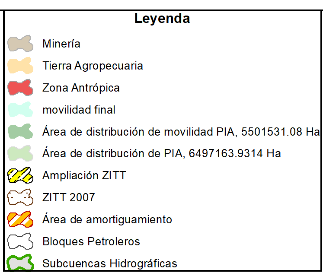 Leyenda
Minería
Tierra Agropecuaria
Zona Antrópica
movilidad final
Área de distribución de movilidad PIA, 5501531.08 Ha
Área de distribución de PIA, 6497163.9314 Ha
Ampliación ZITT
ZITT 2007
Área de amortiguamiento
Bloques Petroleros
Subcuencas Hidrográficas